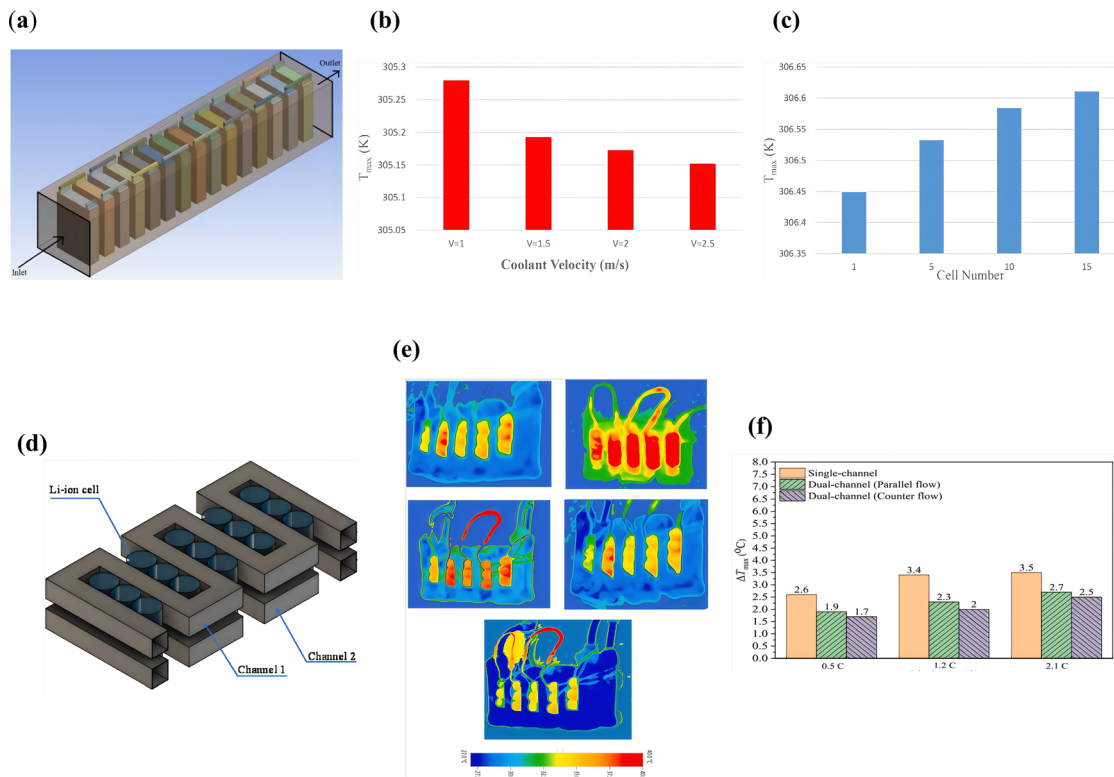 (a)
Outlet
Inlet
(b)
305.3
305.25
305.2
305.15
305.1
305.05
T_max (K)
V=1 V=1.5 V=2 V=2.5
Coolant Velocity (m/s)
(c)
306.65
306.6
306.55
306.5
306.45
306.4
306.35
T_max (K)
1 5 10 15
Cell Number
(d)
Li-ion cell
Channel 1
Channel 2
(e)
(f)
Single-channel
Dual-channel (Parallel flow)
Dual-channel (Counter flow)
8.0
7.5
7.0
6.5
6.0
5.5
5.0
4.5
4.0
3.5
3.0
2.5
2.0
1.5
1.0
0.5
0.0
ΔT_max (⁰C)
2.6 1.9 1.7
3.4 2.3 2
3.5 2.7 2.5
0.5 C 1.2 C 2.1 C